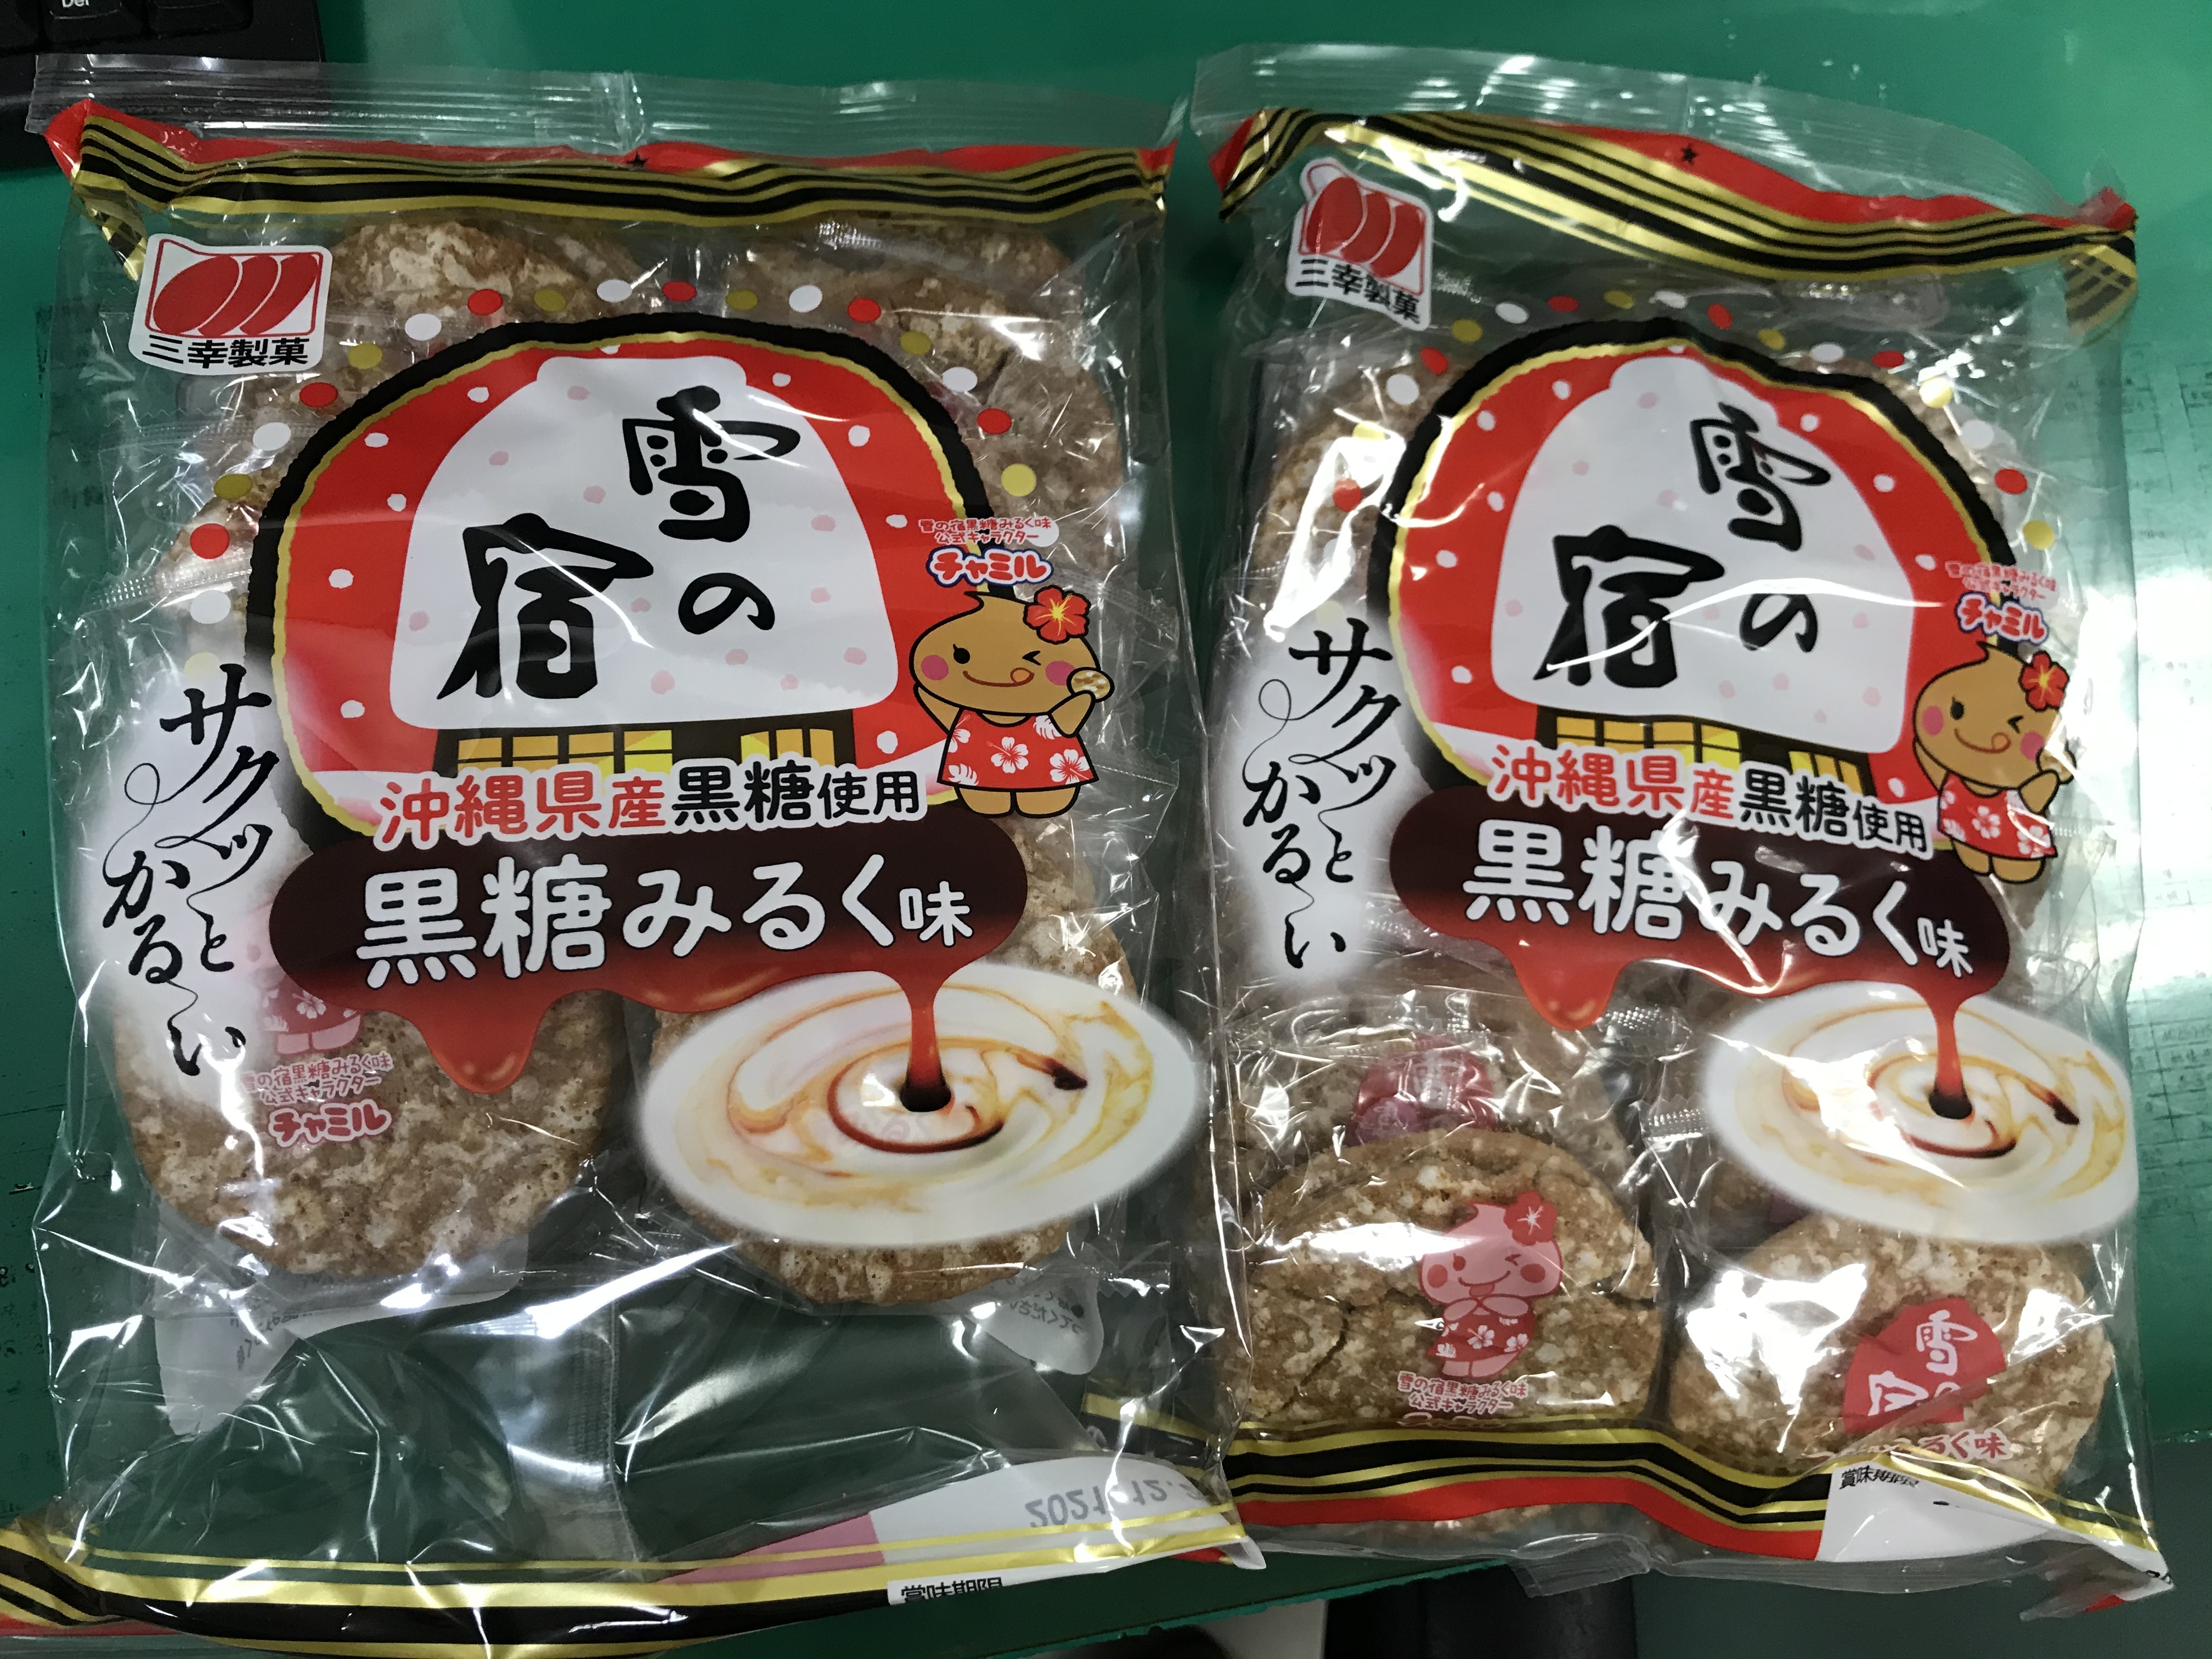 Del
三幸製菓
雪の宿
サクッと
かるーい
雪の宿黒糖みるく味
公式キャラクター
チャミル
沖縄県産黒糖使用
黒糖みるく味
雪の宿黒糖みるく味
公式キャラクター
チャミル
賞味期限
三幸製菓
雪の宿
サクッと
かるーい
雪の宿黒糖みるく味
公式キャラクター
チャミル
沖縄県産黒糖使用
黒糖みるく味
雪の宿黒糖みるく味
公式キャラクター
賞味期限